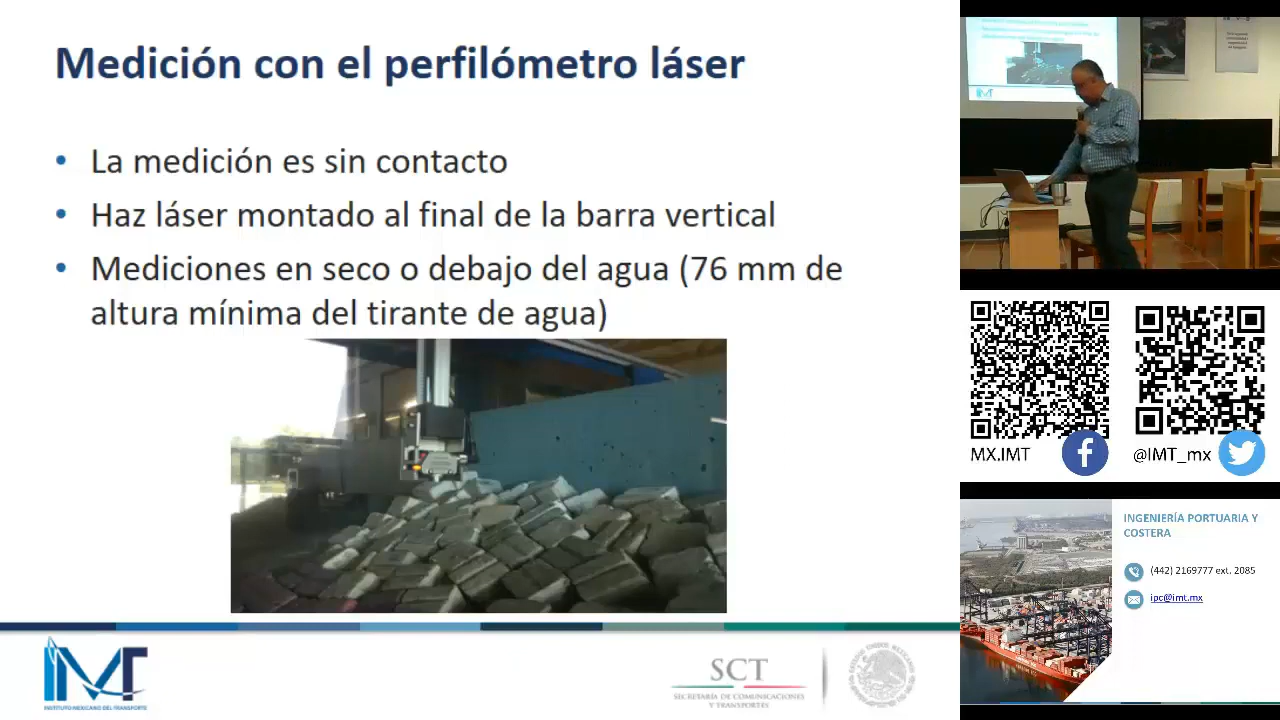 Medición con el perfilómetro láser
• La medición es sin contacto
• Haz láser montado al final de la barra vertical
• Mediciones en seco o debajo del agua (76 mm de
altura mínima del tirante de agua)
IMT
INSTITUTO MEXICANO DEL TRANSPORTE
SCT
SECRETARÍA DE COMUNICACIONES
Y TRANSPORTES
MX.IMT
@IMT_mx
INGENIERÍA PORTUARIA Y
COSTERA
(442) 2169777 ext. 2085
ipc@imt.mx